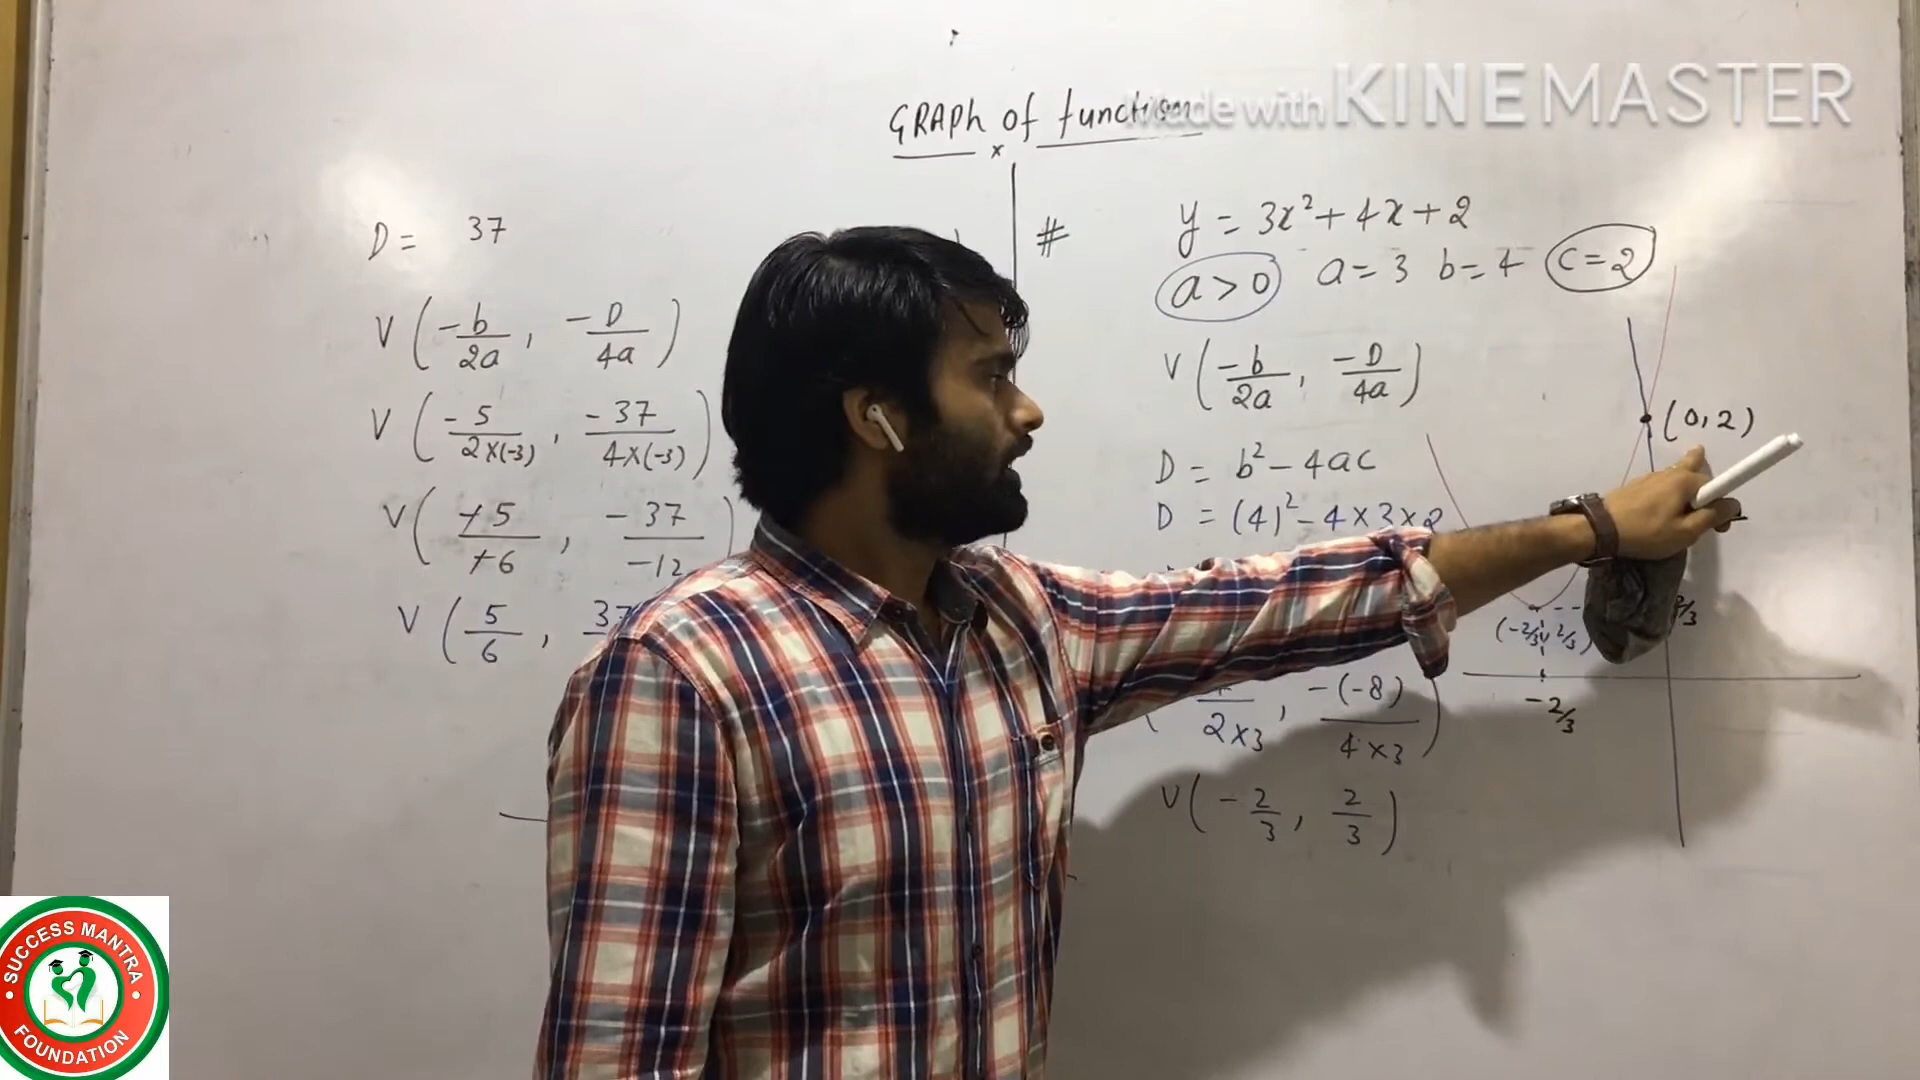 Made with KINEMASTER
GRAPh of function
D = 37
V(-b/2a, -D/4a)
V(-5/2×(-3), -37/4×(-3))
V(+5/+6, -37/-12)
V(5/6, 37
# y = 3x² + 4x + 2
a > 0 a = 3 b = 4 c = 2
V(-b/2a, -D/4a)
D = b² - 4ac
D = (4)² - 4×3×2
2×3, -(-8)/4×3)
V(-2/3, 2/3)
(0, 2)
(-2/3, 2/3)
2/3
-2/3
SUCCESS MANTRA
FOUNDATION